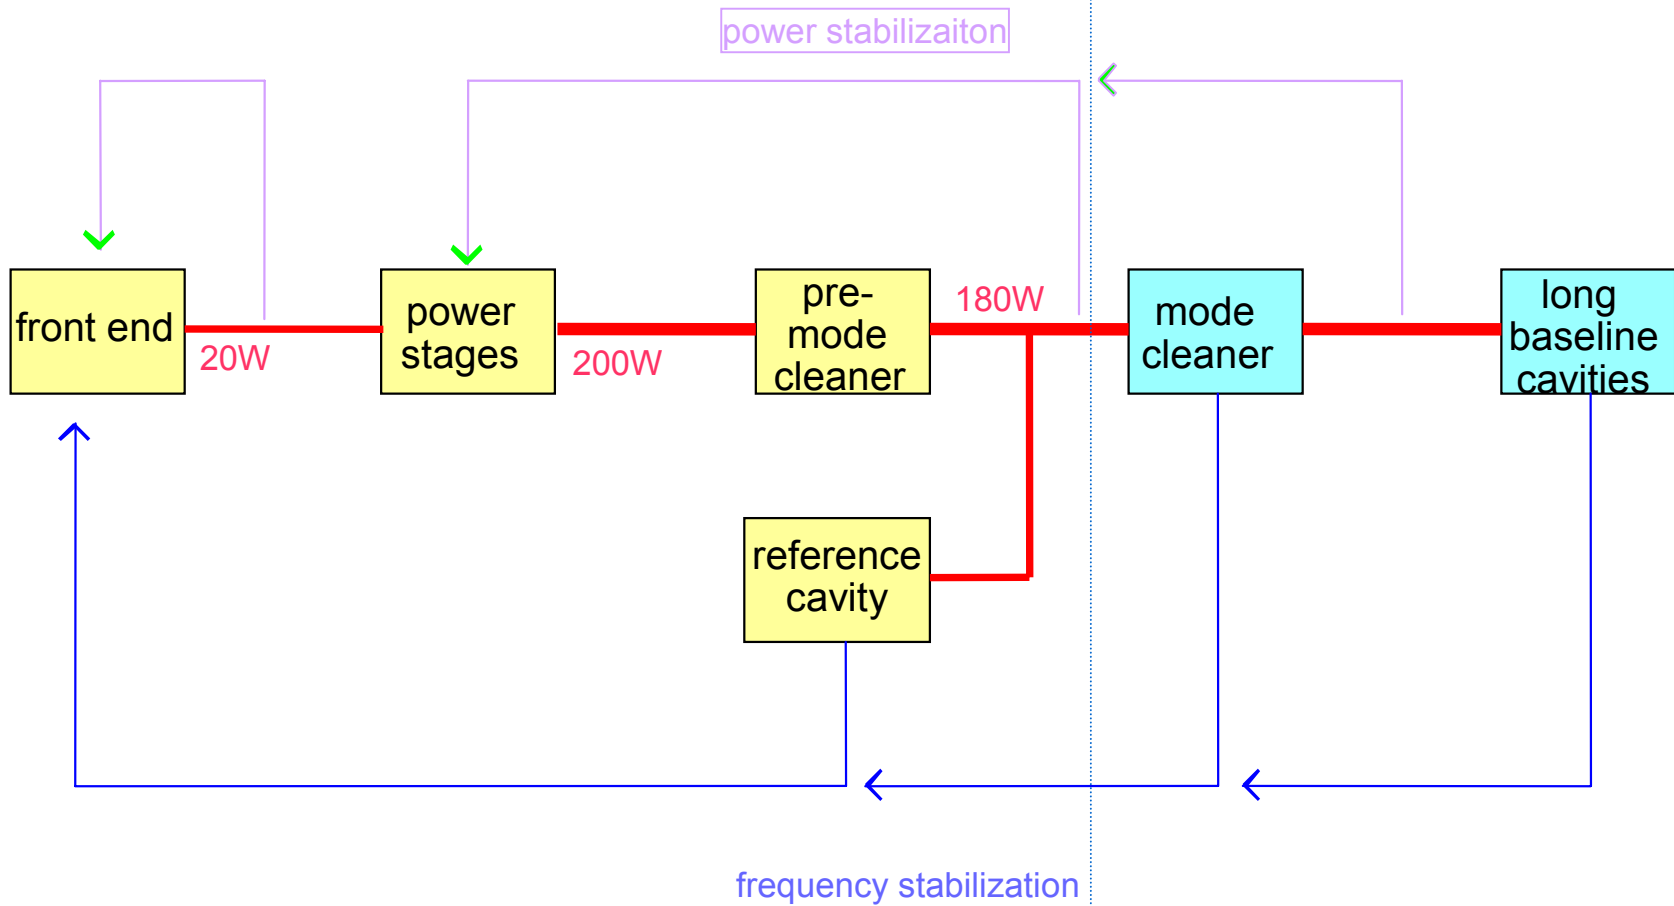 power stabilizaiton
front end
20W
power
stages
200W
pre-
mode
cleaner
180W
mode
cleaner
long
baseline
cavities
reference
cavity
frequency stabilization